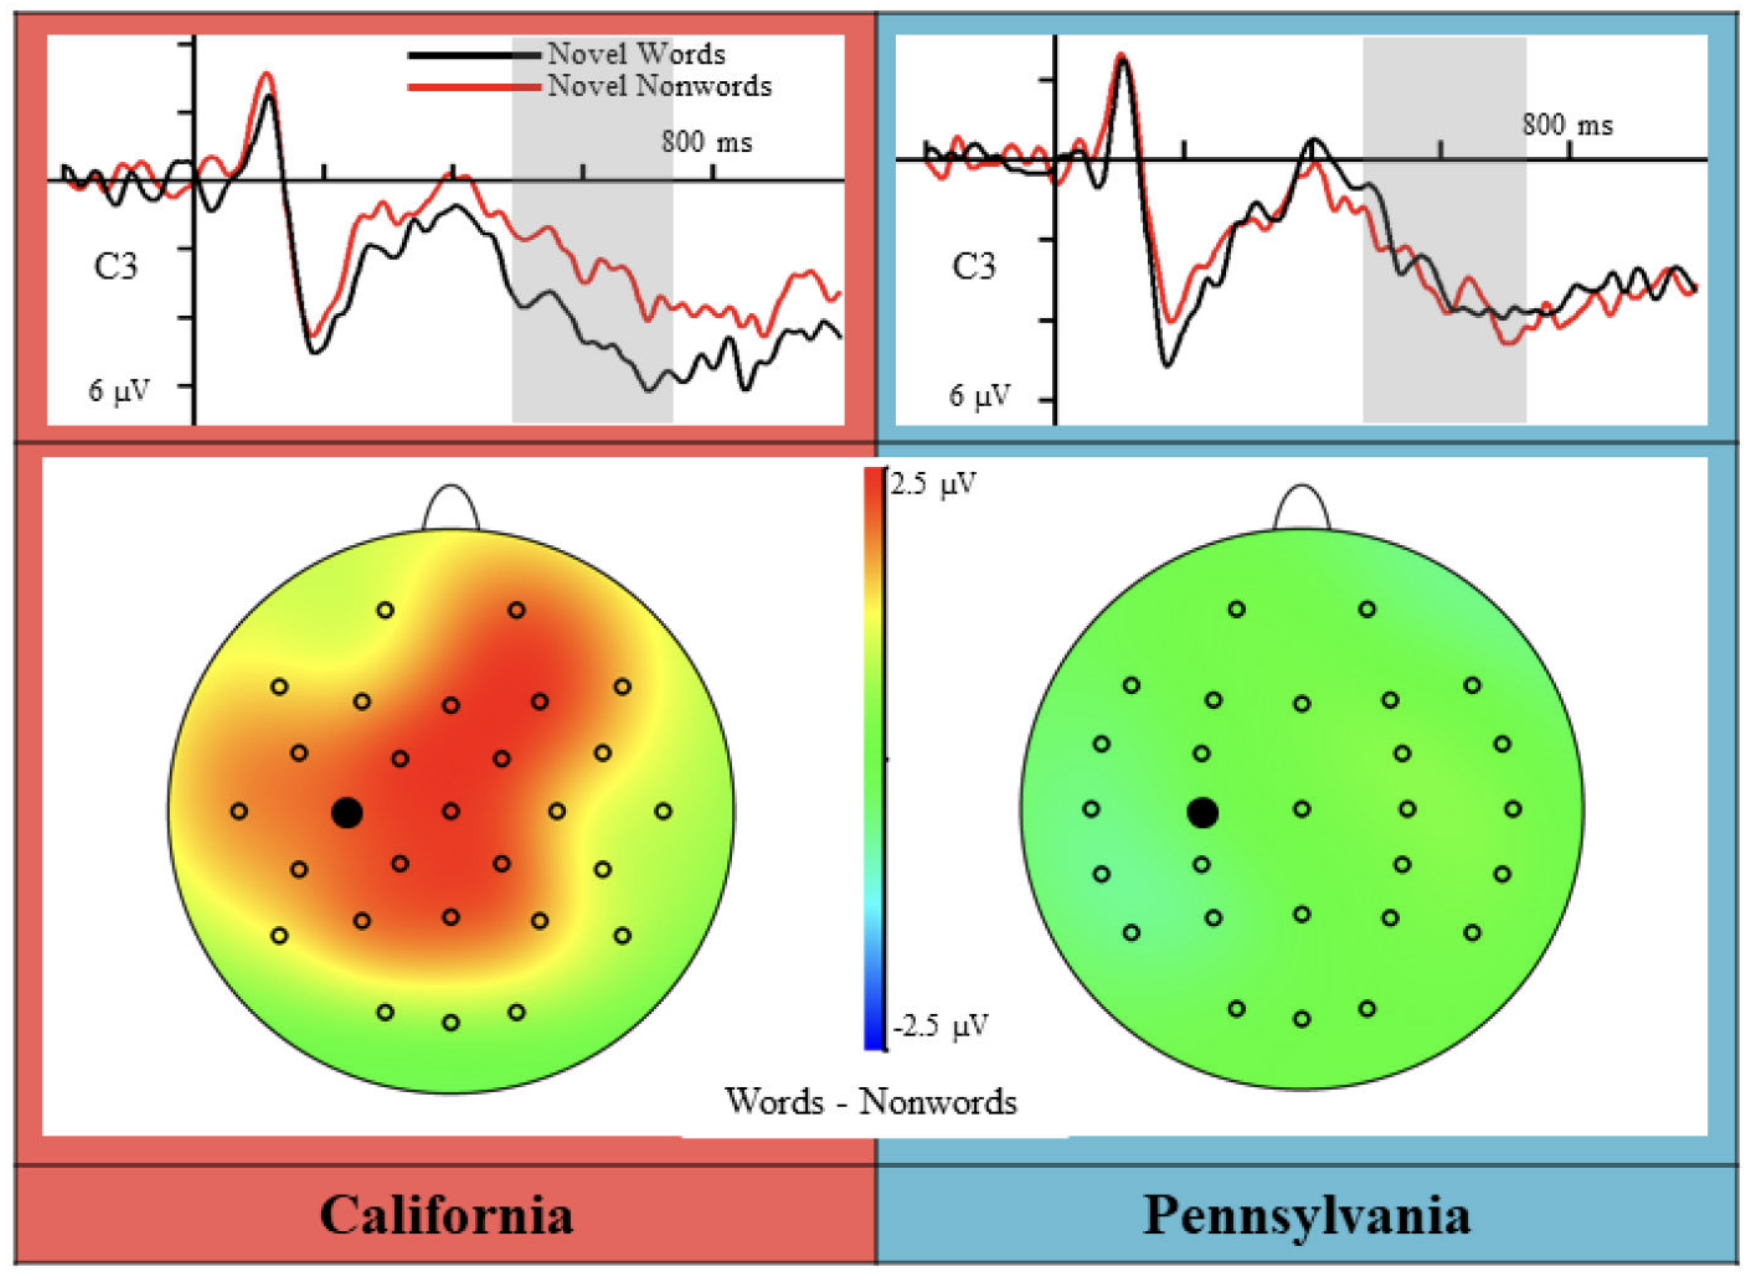 Novel Words
Novel Nonwords
800 ms
C3
6 μV
800 ms
C3
6 μV
2.5 μV
-2.5 μV
Words - Nonwords
California
Pennsylvania